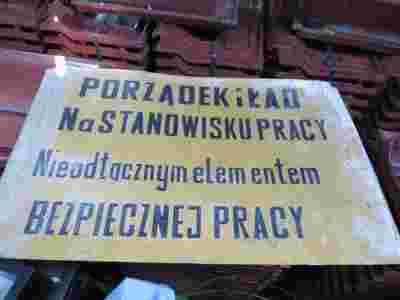 PORZĄDEK i ŁAD
Na STANOWISKU PRACY
Nieodłącznym elementem
BEZPIECZNEJ PRACY